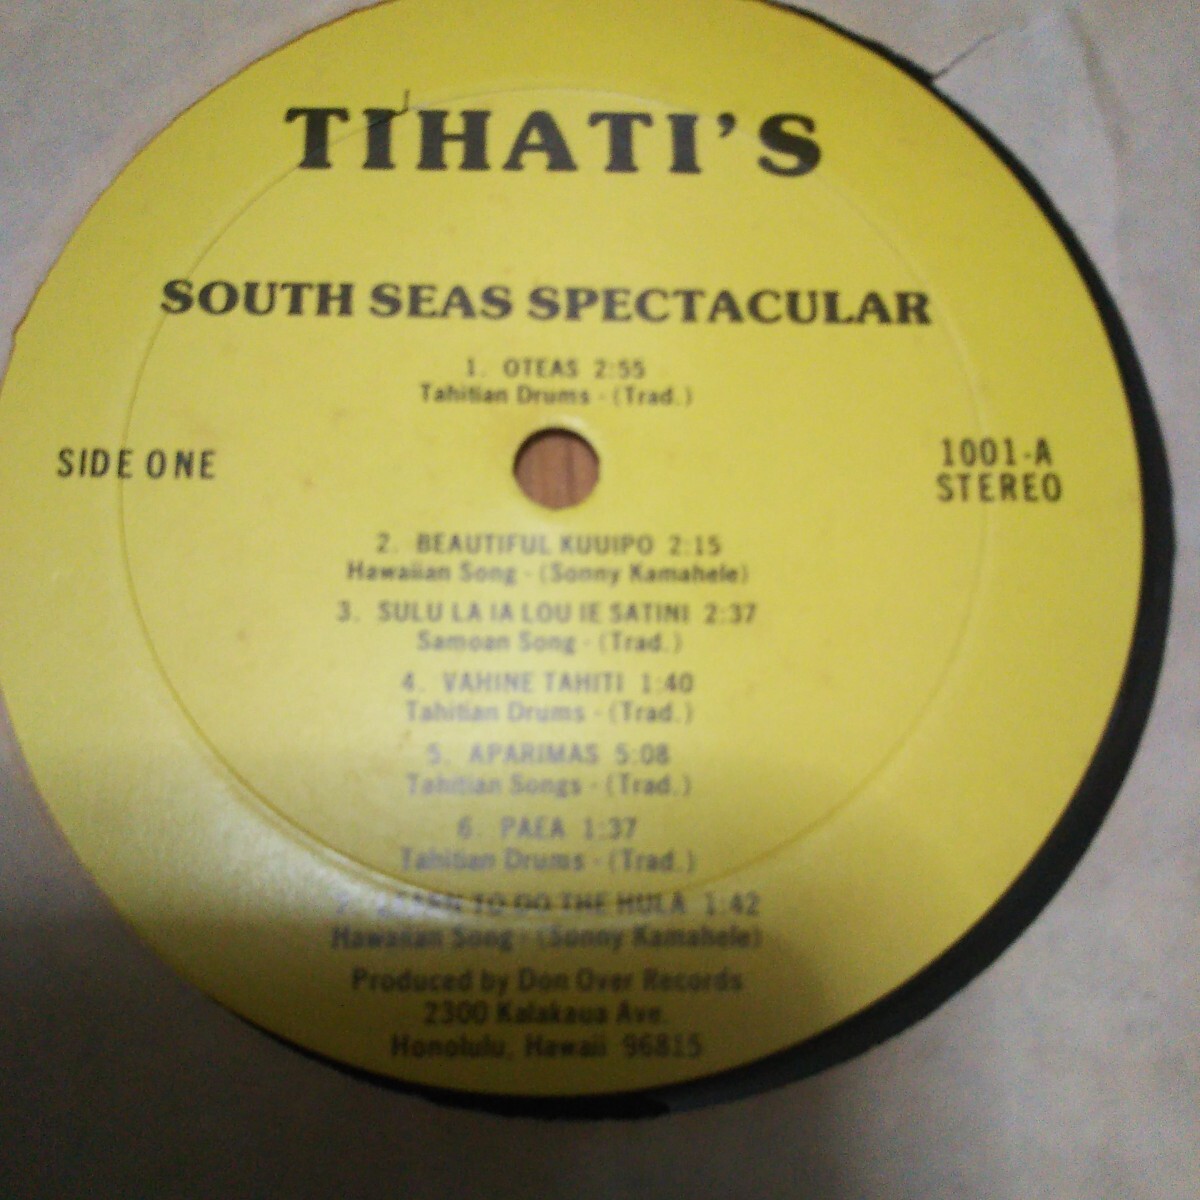 TIHATI'S
SOUTH SEAS SPECTACULAR
1. OTEAS 2:55
Tahitian Drums - (Trad.)
SIDE ONE
1001-A
STEREO
2. BEAUTIFUL KUUIPO 2:15
Hawaiian Song - (Sonny Kamahele)
3. SULU LA IA LOU IE SATINI 2:37
Samoan Song - (Trad.)
4. VAHINE TAHITI 1:40
Tahitian Drums - (Trad.)
5. APARIMAS 5:08
Tahitian Songs - (Trad.)
6. PAEA 1:37
Tahitian Drums - (Trad.)
7. LEARN TO DO THE HULA 1:42
Hawaiian Song - (Sonny Kamahele)
Produced by Don Over Records
2300 Kalakaua Ave.
Honolulu, Hawaii 96815